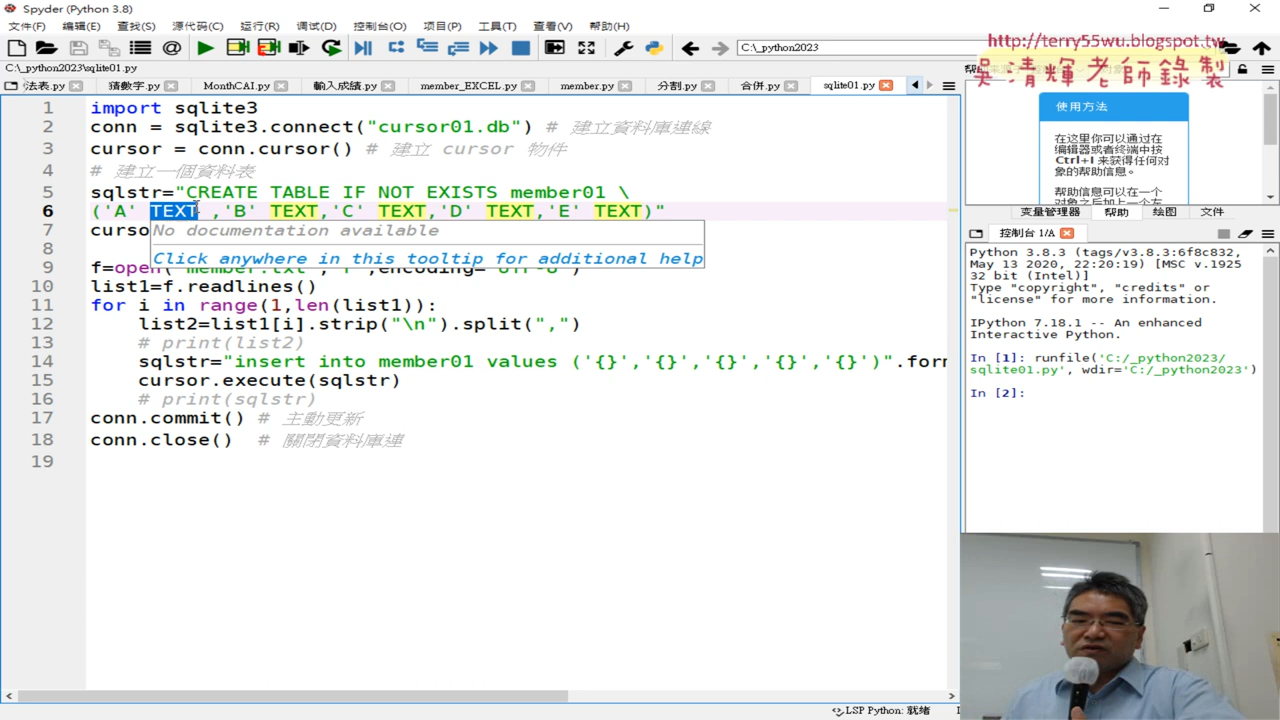 Spyder (Python 3.8)
文件(F) 编辑(E) 查找(S) 源代码(C) 运行(R) 调试(D) 控制台(O) 项目(P) 工具(T) 查看(V) 帮助(H)
C:\_python2023
http://terry55wu.blogspot.tw
吳清輝老師錄製
C:\_python2023\sqlite01.py
法表.py 猜數字.py MonthCAI.py 輸入成績.py member_EXCEL.py member.py 分割.py 合併.py sqlite01.py
1 import sqlite3
2 conn = sqlite3.connect("cursor01.db") # 建立資料庫連線
3 cursor = conn.cursor() # 建立 cursor 物件
4 # 建立一個資料表
5 sqlstr="CREATE TABLE IF NOT EXISTS member01 \
6 ('A' TEXT ,'B' TEXT,'C' TEXT,'D' TEXT,'E' TEXT)"
7 curso
No documentation available
8
Click anywhere in this tooltip for additional help
9 f=open(
10 list1=f.readlines()
11 for i in range(1,len(list1)):
12 list2=list1[i].strip("\n").split(",")
13 # print(list2)
14 sqlstr="insert into member01 values ('{}','{}','{}','{}','{}')".forn
15 cursor.execute(sqlstr)
16 # print(sqlstr)
17 conn.commit() # 主動更新
18 conn.close() # 關閉資料庫連
19
使用方法
在这里你可以通过在
编辑器或者终端中按
Ctrl+I 来获得任何对
象的帮助信息。
帮助信息可以在一个
变量管理器 帮助 绘图 文件
控制台 1/A
Python 3.8.3 (tags/v3.8.3:6f8c832,
May 13 2020, 22:20:19) [MSC v.1925
32 bit (Intel)]
Type "copyright", "credits" or
"license" for more information.
IPython 7.18.1 -- An enhanced
Interactive Python.
In [1]: runfile('C:/_python2023/
sqlite01.py', wdir='C:/_python2023')
In [2]:
LSP Python: 就绪